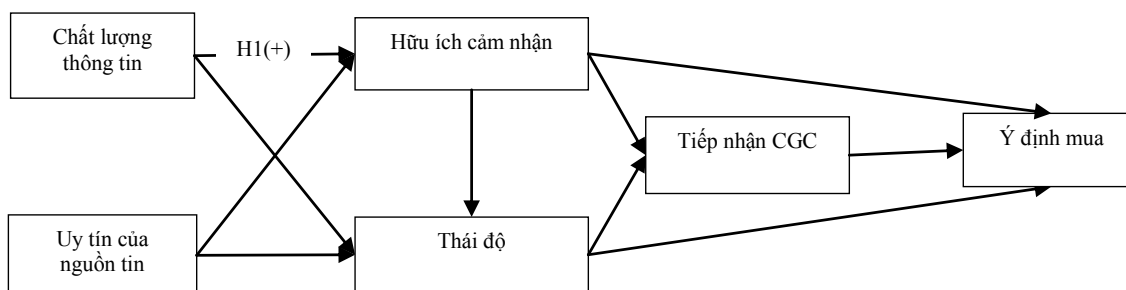 Chất lượng
thông tin
H1(+)
Hữu ích cảm nhận
Tiếp nhận CGC
Ý định mua
Uy tín của
nguồn tin
Thái độ